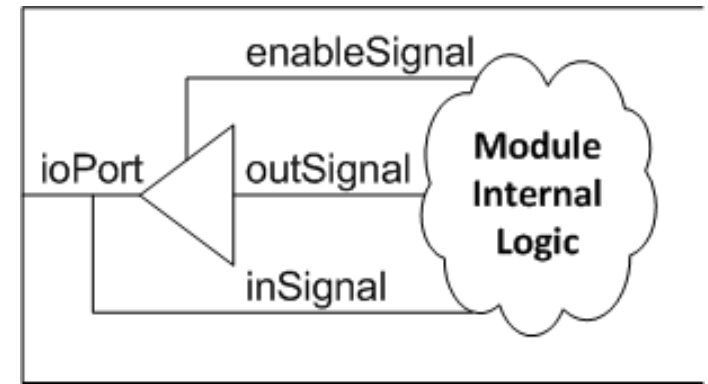 enableSignal
ioPort
outSignal
inSignal
Module
Internal
Logic